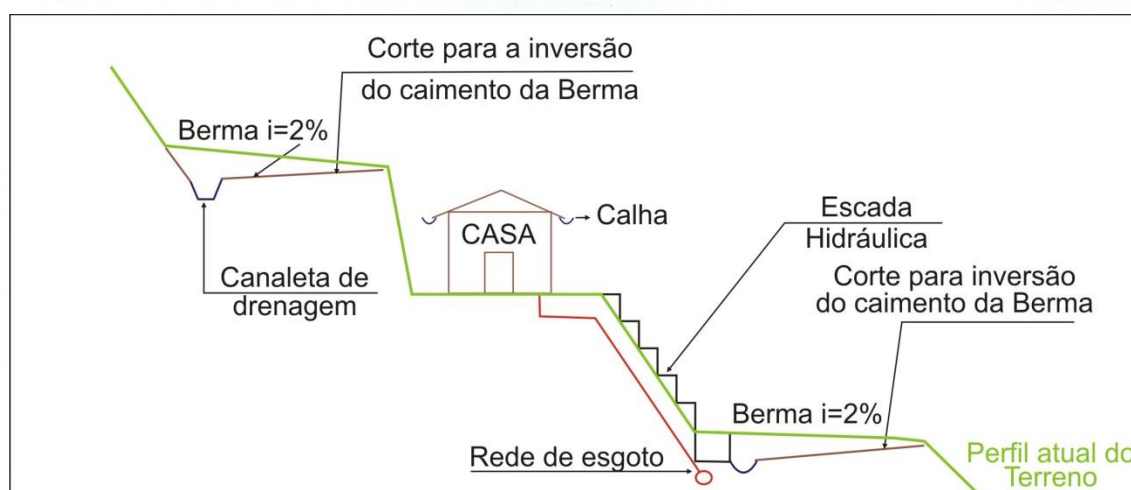 Corte para a inversão
do caimento da Berma
Berma i=2%
Calha
CASA
Escada
Hidráulica
Canaleta de
drenagem
Corte para inversão
do caimento da Berma
Berma i=2%
Rede de esgoto
Perfil atual do
Terreno